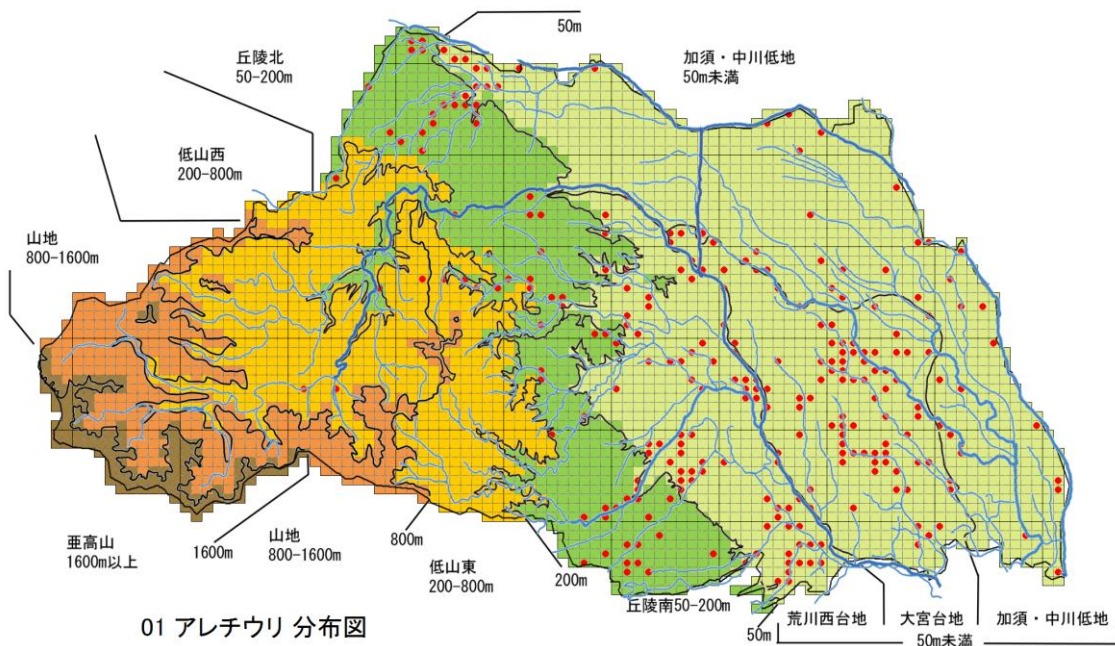 50m
丘陵北
50-200m
加須・中川低地
50m未満
低山西
200-800m
山地
800-1600m
亜高山
1600m以上
1600m
山地
800-1600m
800m
低山東
200-800m
200m
丘陵南50-200m
50m
荒川西台地
大宮台地
加須・中川低地
50m未満
01 アレチウリ 分布図